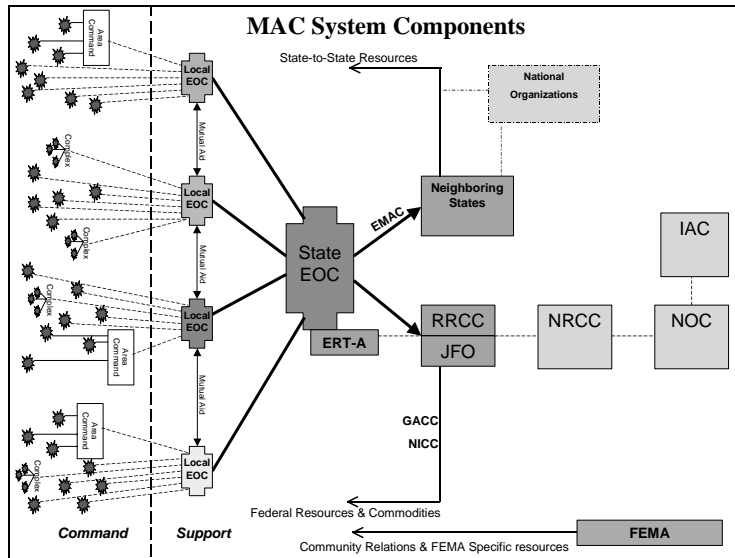 MAC System Components
Area
Command
Local
EOC
State-to-State Resources
National
Organizations
Mutual Aid
Complex
Local
EOC
Neighboring
States
EMAC
Complex
Mutual Aid
State
EOC
IAC
Complex
Local
EOC
RRCC
JFO
NRCC
NOC
ERT-A
Area
Command
Mutual Aid
GACC
NICC
Area
Command
Local
EOC
Complex
Federal Resources & Commodities
Command
Support
FEMA
Community Relations & FEMA Specific resources